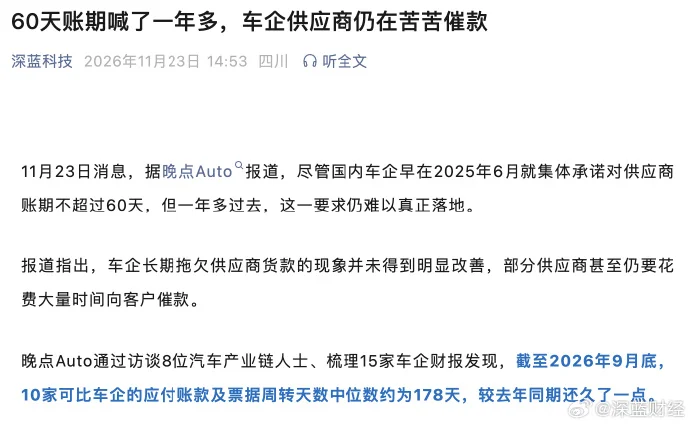 60天账期喊了一年多，车企供应商仍在苦苦催款
深蓝科技 2026年11月23日 14:53 四川 听全文
11月23日消息，据晚点Auto报道，尽管国内车企早在2025年6月就集体承诺对供应商
账期不超过60天，但一年多过去，这一要求仍难以真正落地。
报道指出，车企长期拖欠供应商货款的现象并未得到明显改善，部分供应商甚至仍要花
费大量时间向客户催款。
晚点Auto通过访谈8位汽车产业链人士、梳理15家车企财报发现，截至2026年9月底，
10家可比车企的应付账款及票据周转天数中位数约为178天，较去年同期还久了一点。
@深蓝财经